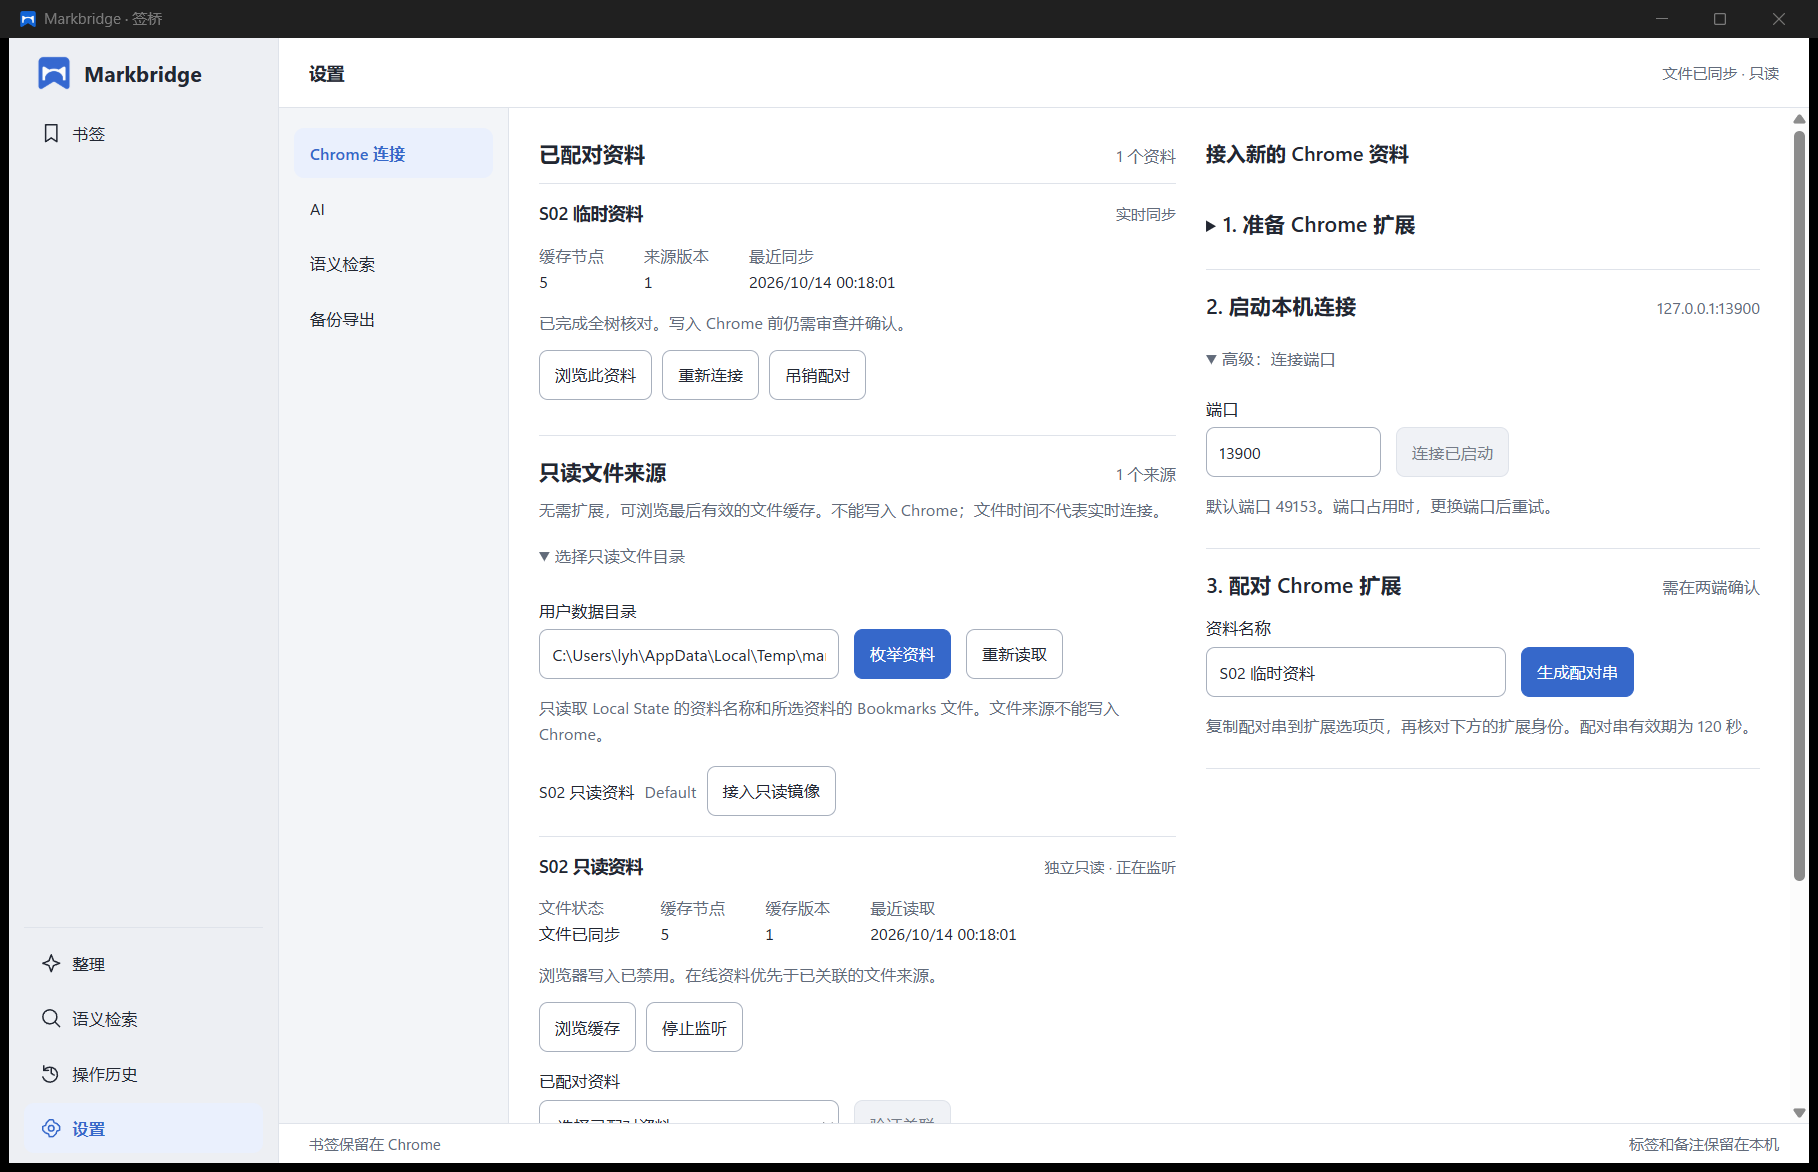 Markbridge · 签桥
Markbridge
书签
整理
语义检索
操作历史
设置
设置
文件已同步 · 只读
Chrome 连接
AI
语义检索
备份导出
已配对资料
1 个资料
S02 临时资料
实时同步
缓存节点 来源版本 最近同步
5 1 2026/10/14 00:18:01
已完成全树核对。写入 Chrome 前仍需审查并确认。
浏览此资料 重新连接 吊销配对
只读文件来源
1 个来源
无需扩展，可浏览最后有效的文件缓存。不能写入 Chrome；文件时间不代表实时连接。
▼ 选择只读文件目录
用户数据目录
C:\Users\lyh\AppData\Local\Temp\ma 枚举资料 重新读取
只读取 Local State 的资料名称和所选资料的 Bookmarks 文件。文件来源不能写入
Chrome。
S02 只读资料 Default 接入只读镜像
S02 只读资料
独立只读 · 正在监听
文件状态 缓存节点 缓存版本 最近读取
文件已同步 5 1 2026/10/14 00:18:01
浏览器写入已禁用。在线资料优先于已关联的文件来源。
浏览缓存 停止监听
已配对资料
选择已配对资料 验证关联
接入新的 Chrome 资料
▶ 1. 准备 Chrome 扩展
2. 启动本机连接
127.0.0.1:13900
▼ 高级：连接端口
端口
13900 连接已启动
默认端口 49153。端口占用时，更换端口后重试。
3. 配对 Chrome 扩展
需在两端确认
资料名称
S02 临时资料 生成配对串
复制配对串到扩展选项页，再核对下方的扩展身份。配对串有效期为 120 秒。
书签保留在 Chrome
标签和备注保留在本机